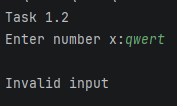 Task 1.2
Enter number x:qwert
Invalid input